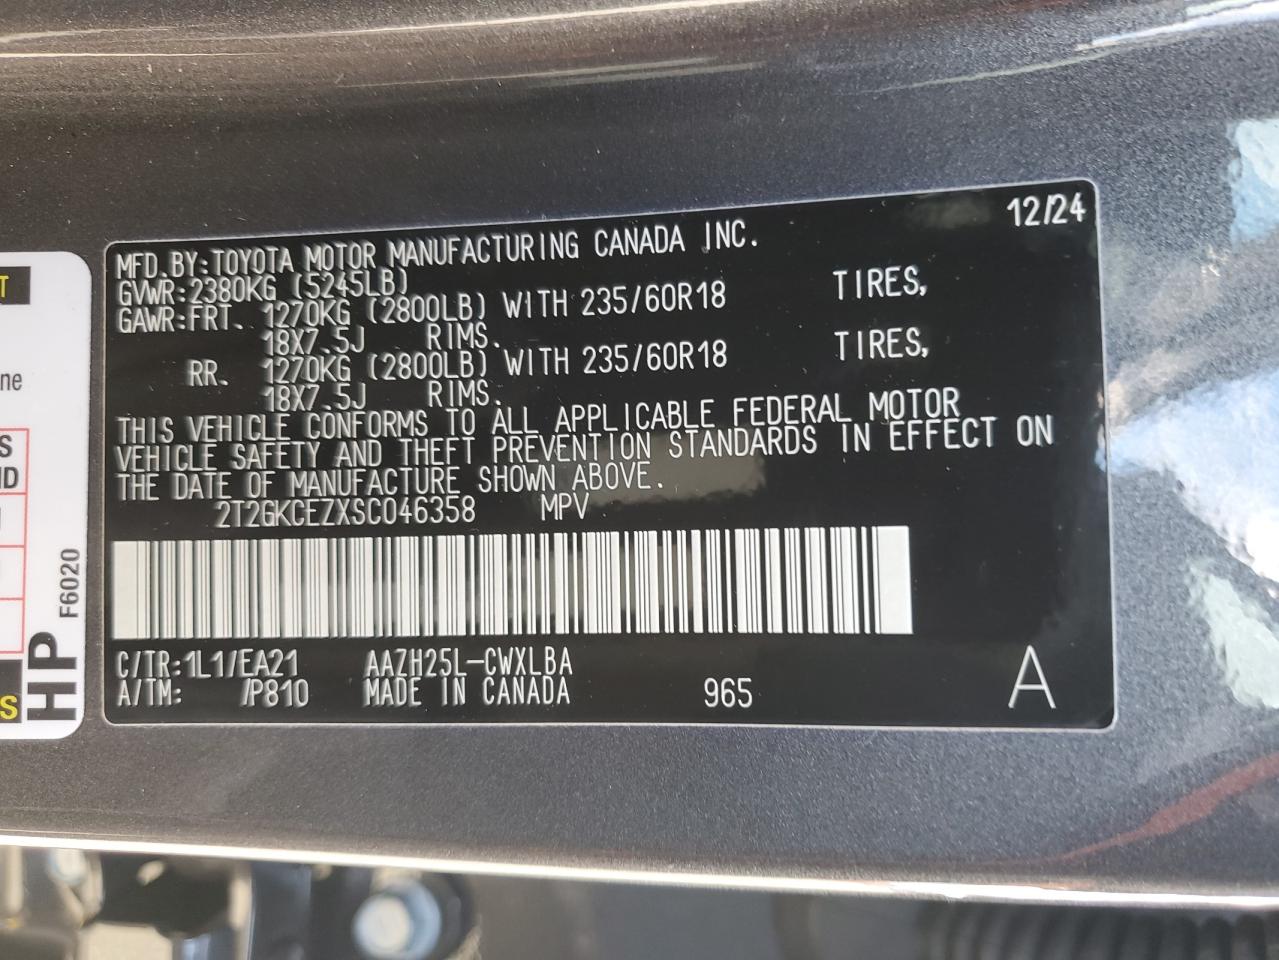 12/24
MFD.BY:TOYOTA MOTOR MANUFACTURING CANADA INC.
GVWR:2380KG (5245LB)
GAWR:FRT. 1270KG (2800LB) WITH 235/60R18 TIRES,
18X7.5J RIMS.
RR. 1270KG (2800LB) WITH 235/60R18 TIRES,
18X7.5J RIMS.
THIS VEHICLE CONFORMS TO ALL APPLICABLE FEDERAL MOTOR
VEHICLE SAFETY AND THEFT PREVENTION STANDARDS IN EFFECT ON
THE DATE OF MANUFACTURE SHOWN ABOVE.
2T2GKCEZXSC046358 MPV
C/TR:1L1/EA21 AAZH25L-CWXLBA
A/TM: /P810 MADE IN CANADA 965 A
T
ne
S
ND
S
HP F6020